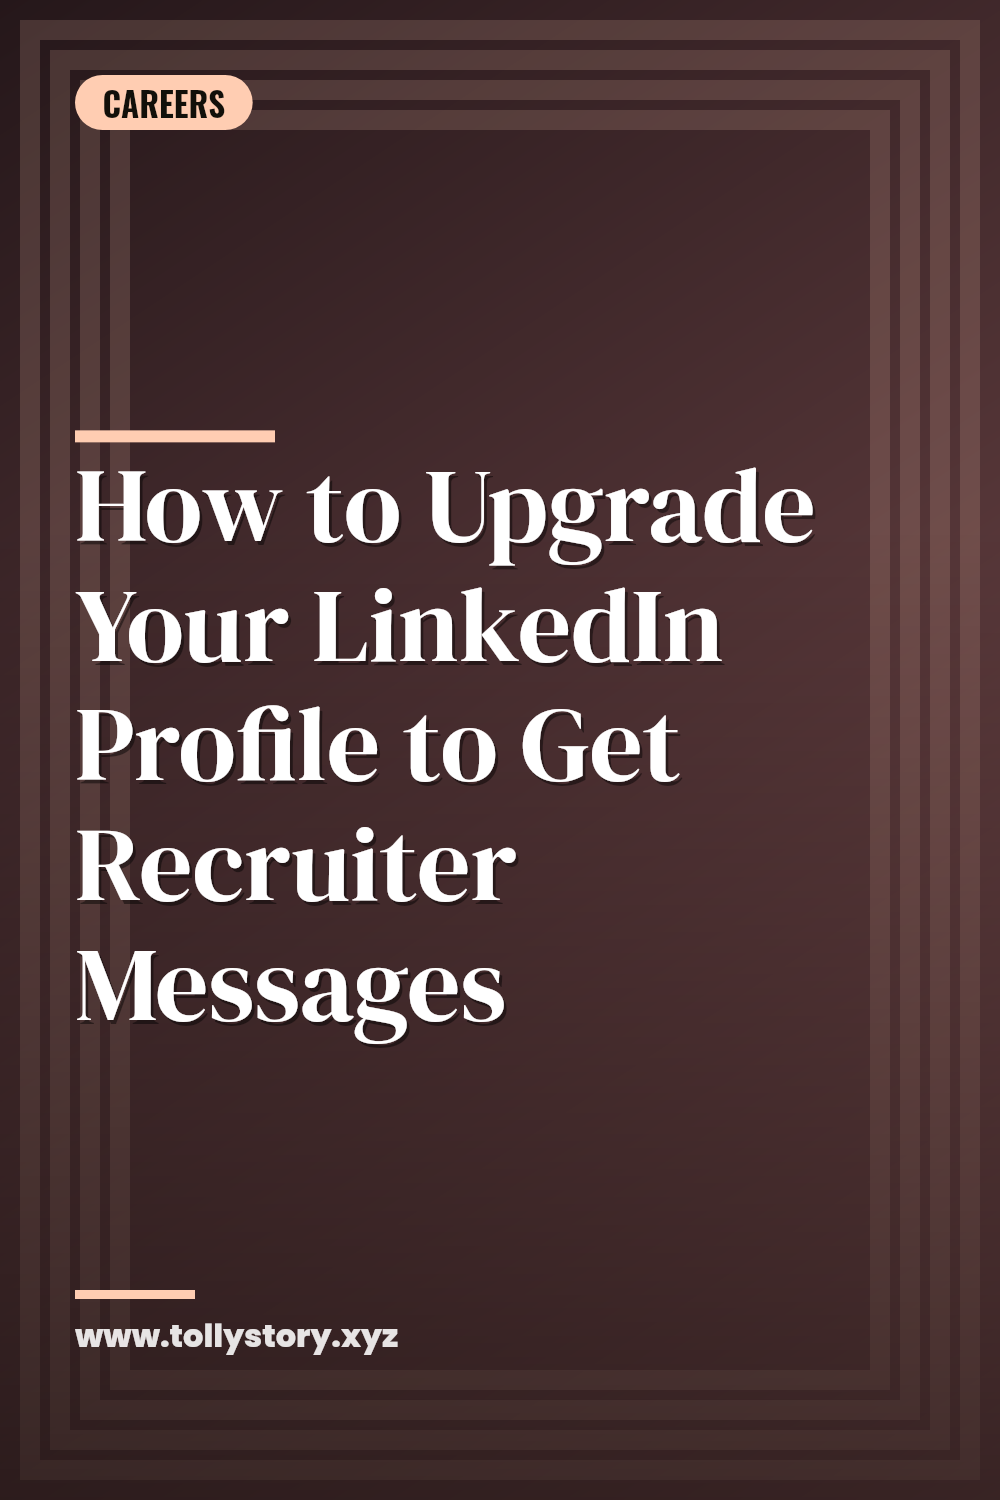 CAREERS
How to Upgrade
Your LinkedIn
Profile to Get
Recruiter
Messages
www.tollystory.xyz